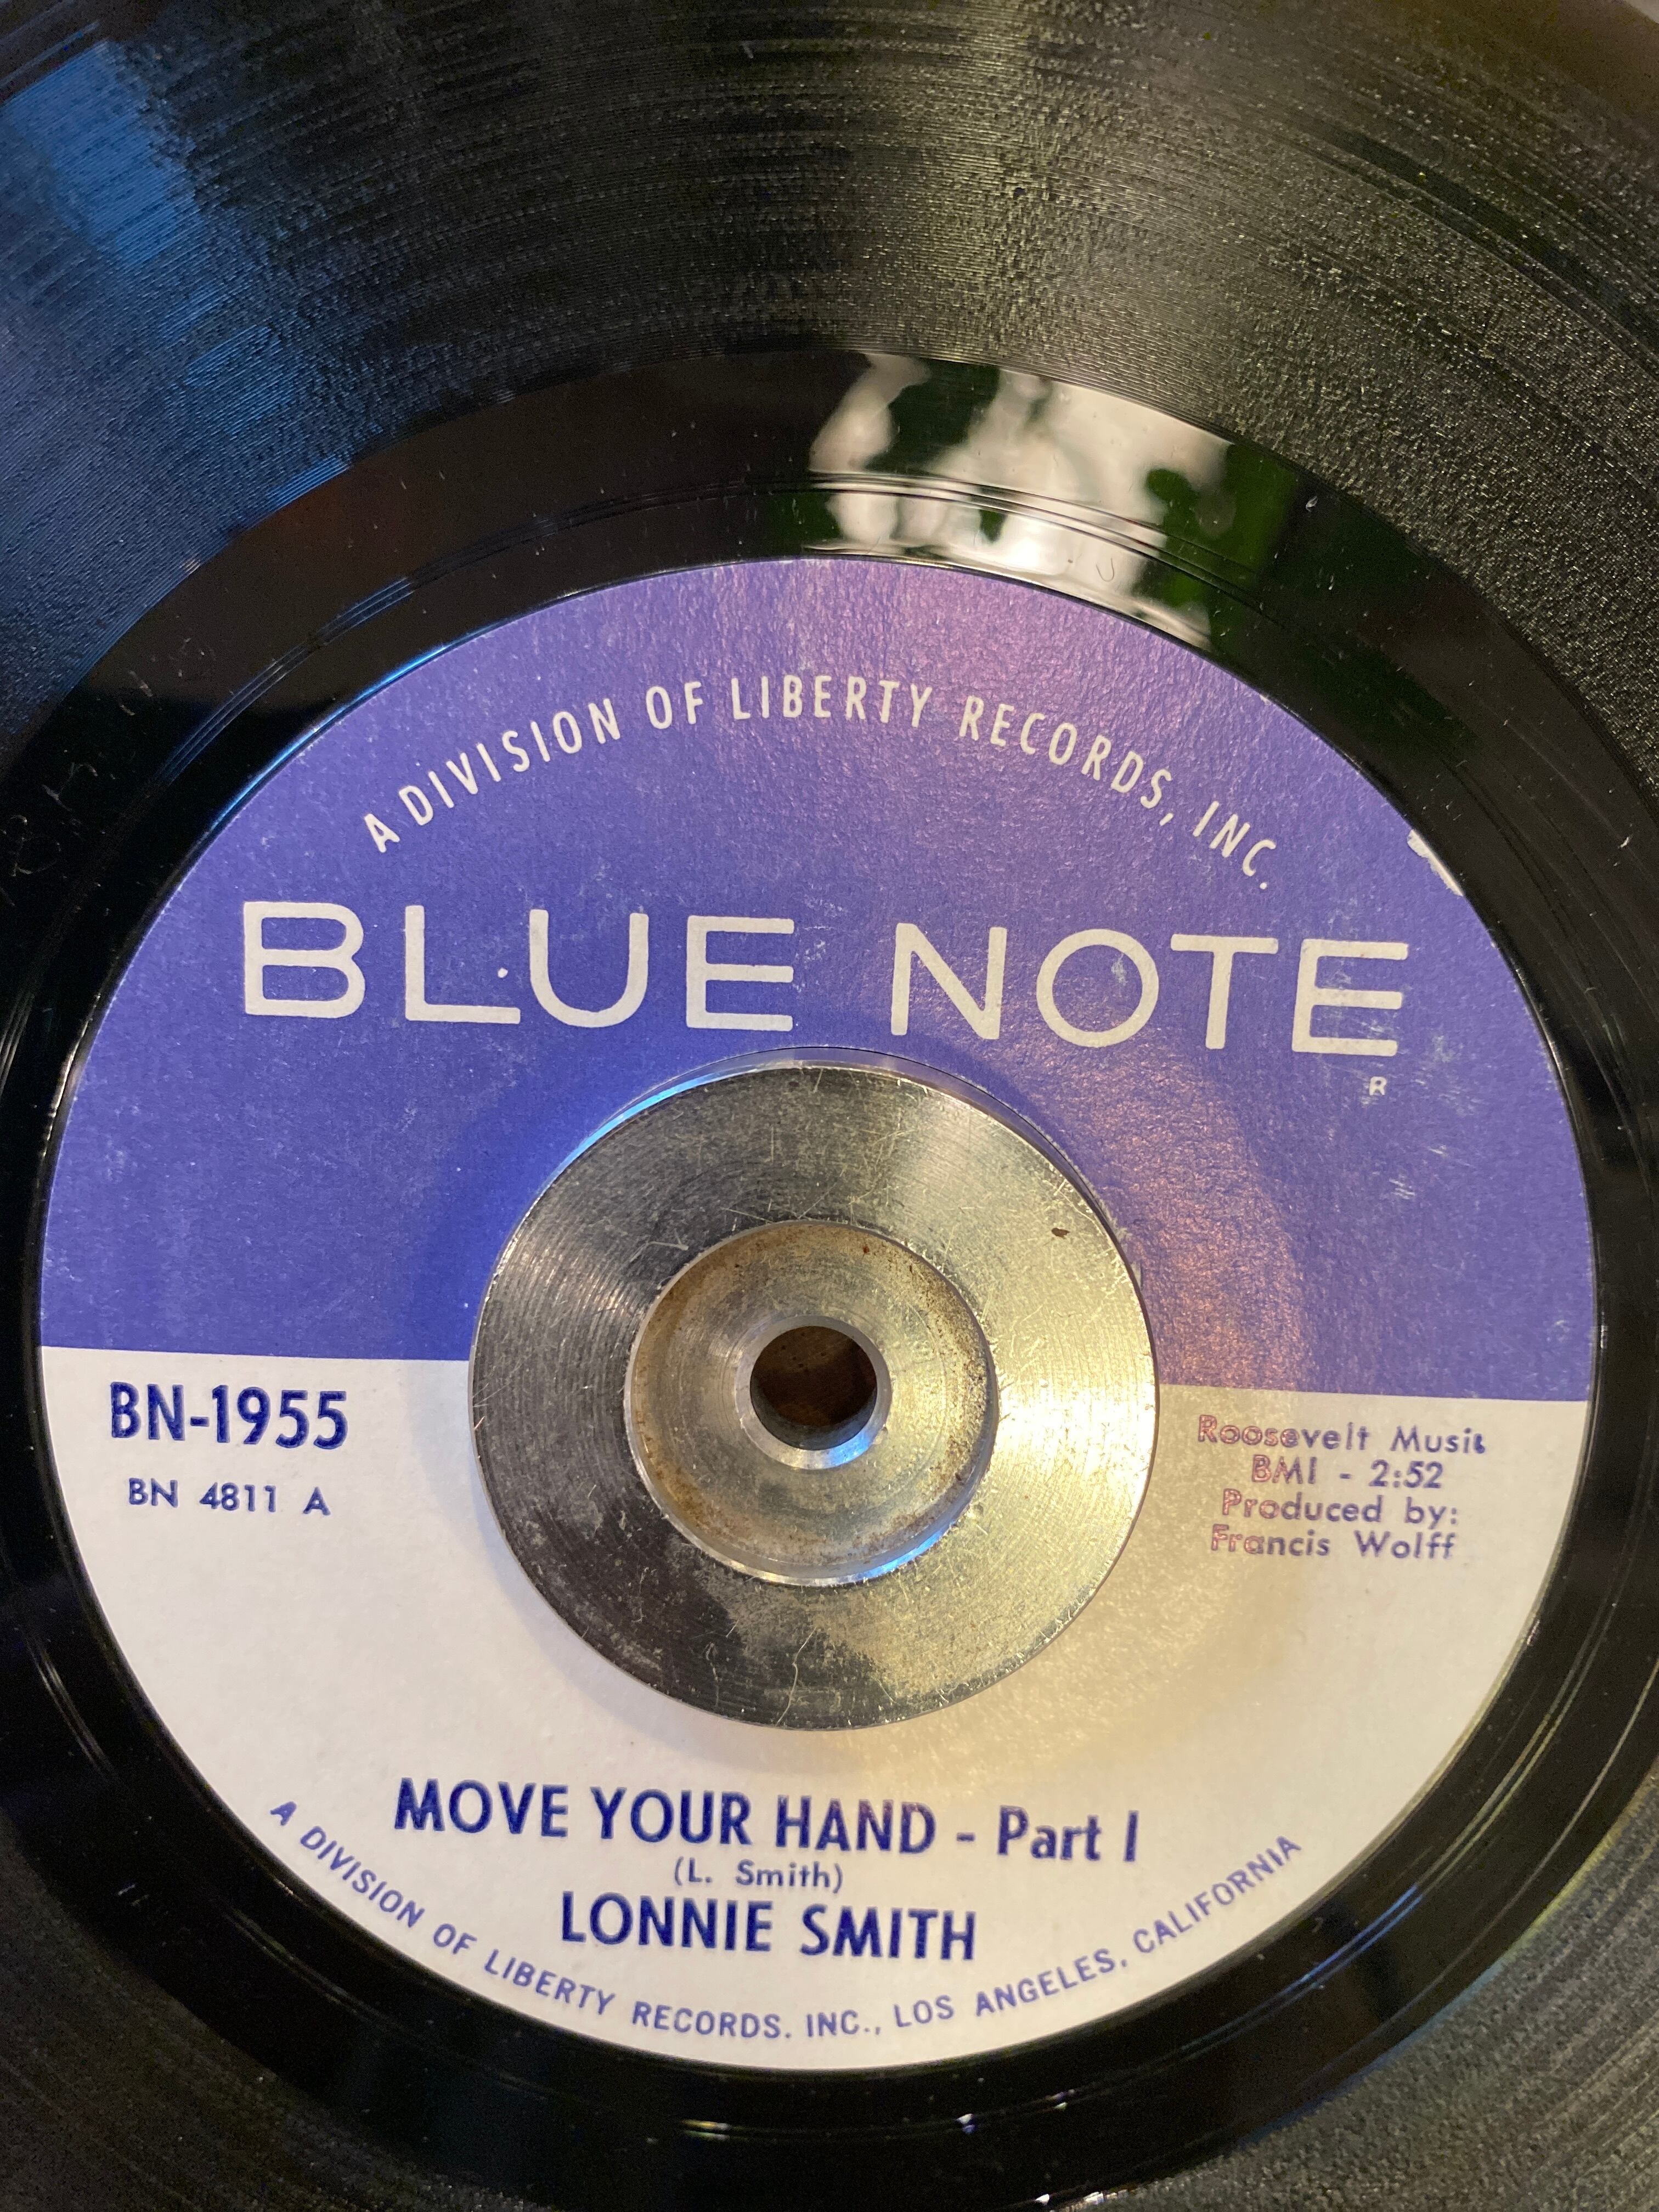 A DIVISION OF LIBERTY RECORDS, INC.
BLUE NOTE
R
BN-1955
BN 4811 A
Roosevelt Music
BMI - 2:52
Produced by:
Francis Wolff
MOVE YOUR HAND - Part I
(L. Smith)
LONNIE SMITH
A DIVISION OF LIBERTY RECORDS. INC., LOS ANGELES, CALIFORNIA